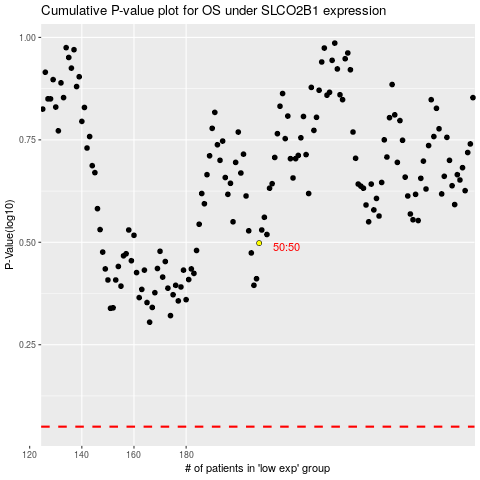 Cumulative P-value plot for OS under SLCO2B1 expression
P-Value(log10)
1.00
0.75
0.50
0.25
50:50
120 140 160 180
# of patients in 'low exp' group